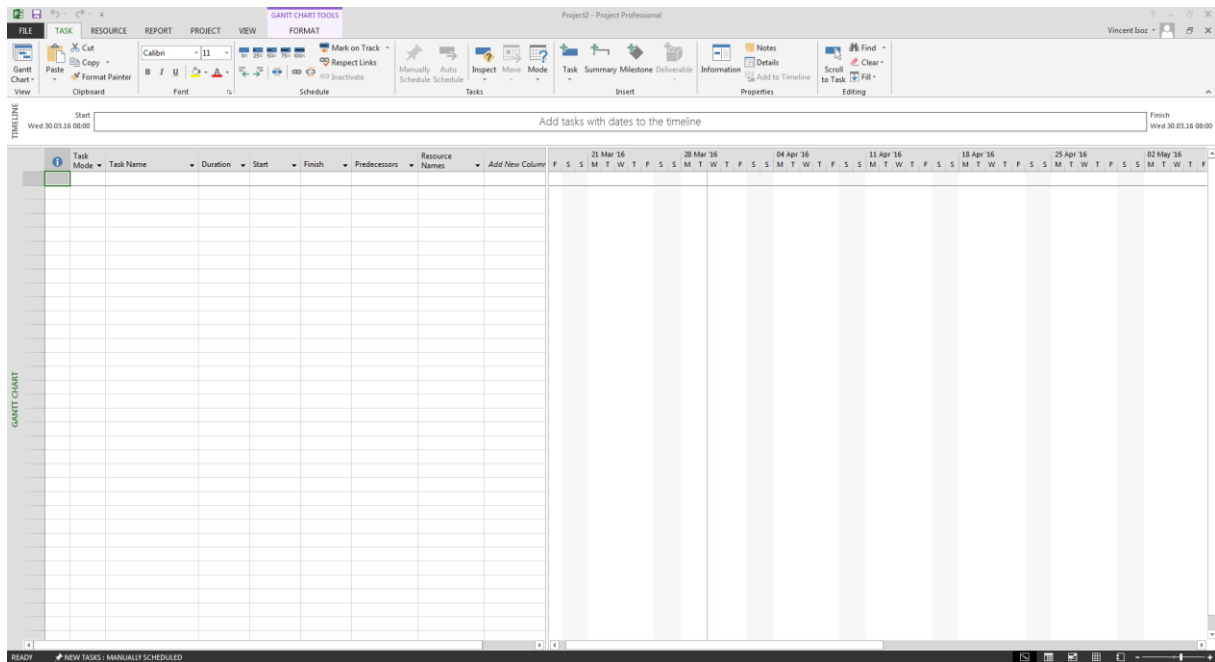 GANTT CHART TOOLS
Project2 - Project Professional
FILE TASK RESOURCE REPORT PROJECT VIEW FORMAT
Vincent Isoz
Gantt Chart
View
Paste
Cut
Copy
Format Painter
Clipboard
Calibri 11
B I U A
Font
0% 25% 50% 75% 100%
Mark on Track
Respect Links
Inactivate
Schedule
Manually Schedule
Auto Schedule
Inspect
Move
Mode
Tasks
Task
Summary
Milestone
Deliverable
Insert
Information
Notes
Details
Add to Timeline
Properties
Scroll to Task
Find
Clear
Fill
Editing
TIMELINE
Start
Wed 30.03.16 08:00
Add tasks with dates to the timeline
Finish
Wed 30.03.16 08:00
Task Mode
Task Name
Duration
Start
Finish
Predecessors
Resource Names
Add New Column
21 Mar '16 28 Mar '16 04 Apr '16 11 Apr '16 18 Apr '16 25 Apr '16 02 May '16
F S S M T W T F S S M T W T F S S M T W T F S S M T W T F S S M T W T F S S M T W T F S S M T W T F
GANTT CHART
READY
NEW TASKS : MANUALLY SCHEDULED